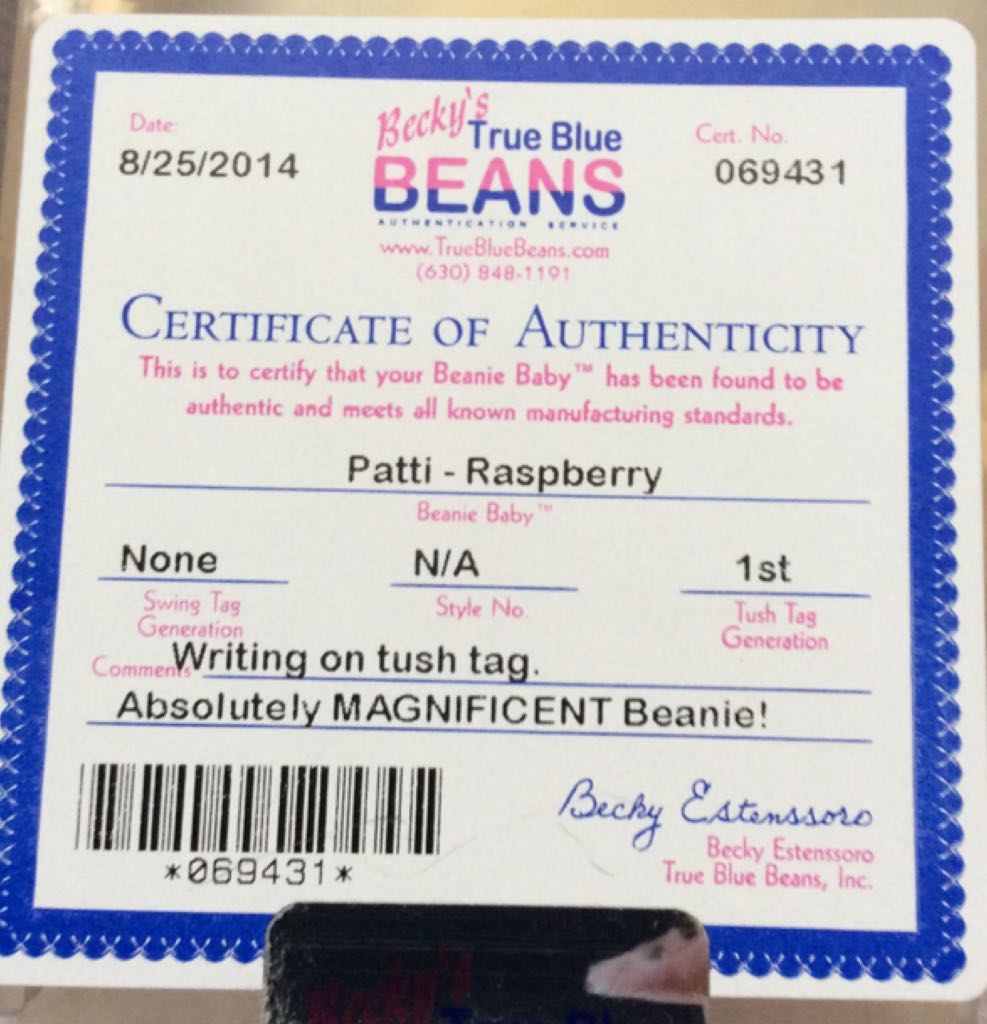 Date:
8/25/2014
Becky's
True Blue
BEANS
AUTHENTICATION SERVICE
www.TrueBlueBeans.com
(630) 848-1191
Cert. No.
069431
CERTIFICATE OF AUTHENTICITY
This is to certify that your Beanie Baby™ has been found to be
authentic and meets all known manufacturing standards.
Patti - Raspberry
Beanie Baby™
None
Swing Tag
Generation
N/A
Style No.
1st
Tush Tag
Generation
Comments Writing on tush tag.
Absolutely MAGNIFICENT Beanie!
*069431*
Becky Estenssoro
Becky Estenssoro
True Blue Beans, Inc.
Becky's
True Bl